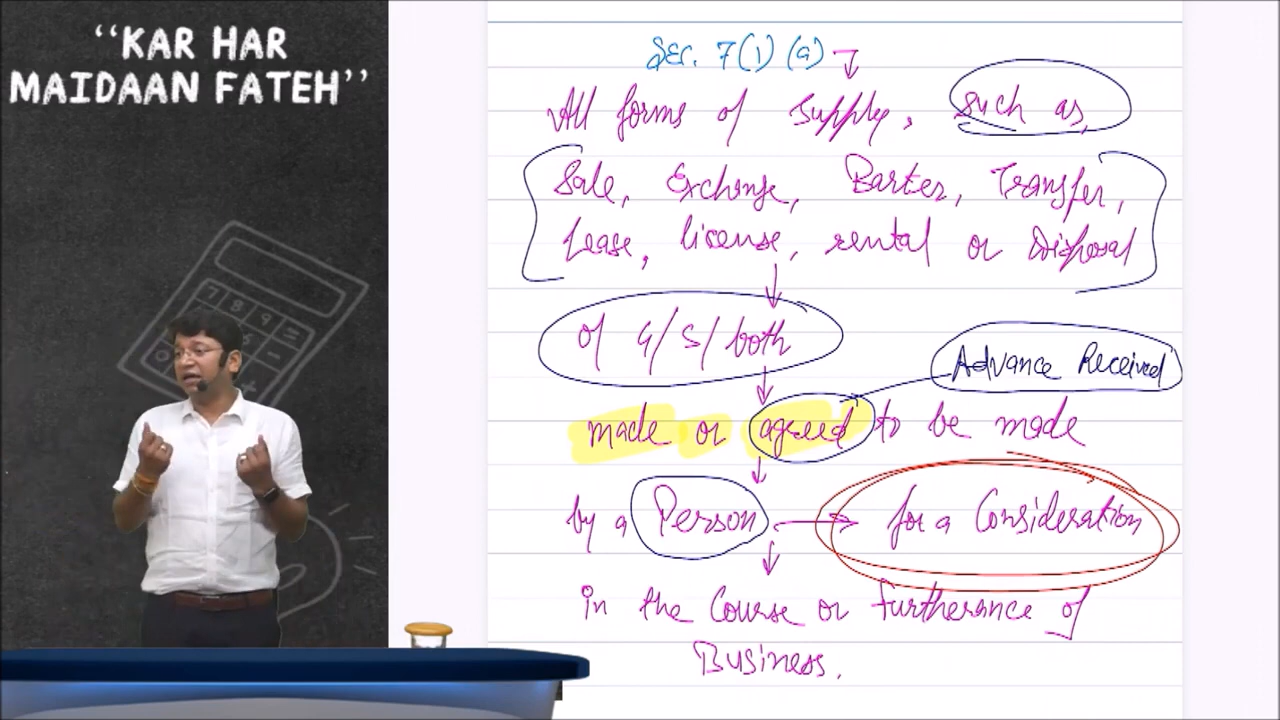 “KAR HAR
MAIDAAN FATEH”
Sec. 7(1) (a)
All forms of supply, such as,
Sale, Exchange, Barter, Transfer,
Lease, license, rental or Disposal
of G/S/both
Advance Received
made or agreed to be made
by a Person → for a Consideration
in the Course or furtherance of
Business.